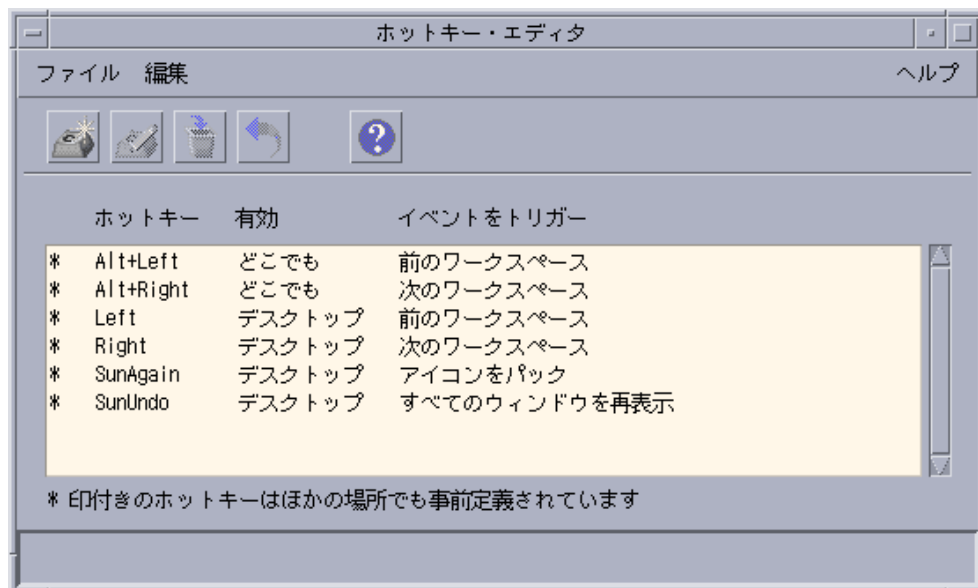 ホットキー・エディタ
ファイル 編集 ヘルプ
ホットキー 有効 イベントをトリガー
* Alt+Left どこでも 前のワークスペース
* Alt+Right どこでも 次のワークスペース
* Left デスクトップ 前のワークスペース
* Right デスクトップ 次のワークスペース
* SunAgain デスクトップ アイコンをパック
* SunUndo デスクトップ すべてのウィンドウを再表示
* 印付きのホットキーはほかの場所でも事前定義されています